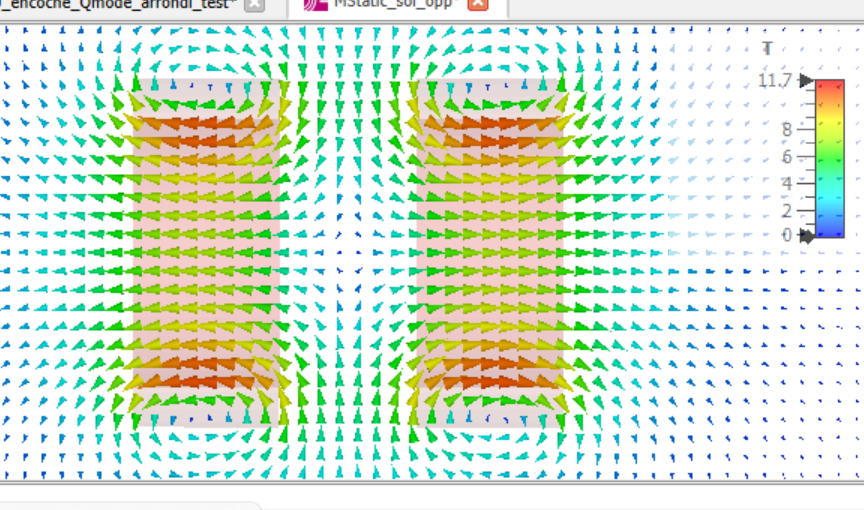 _encoche_Qmode_arrondi_test*
MStatic_sol_opp*
T
11.7
8
6
4
2
0